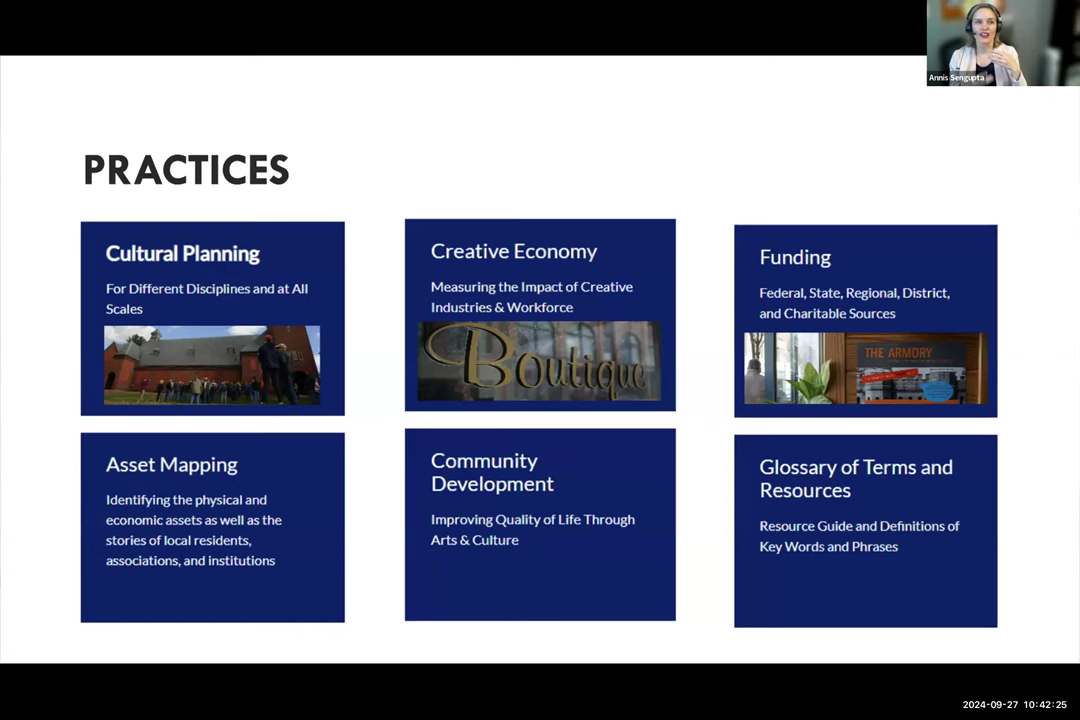 Annis Sengupta
PRACTICES
Cultural Planning
For Different Disciplines and at All
Scales
Creative Economy
Measuring the Impact of Creative
Industries & Workforce
Boutique
Funding
Federal, State, Regional, District,
and Charitable Sources
THE ARMORY
Asset Mapping
Identifying the physical and
economic assets as well as the
stories of local residents,
associations, and institutions
Community
Development
Improving Quality of Life Through
Arts & Culture
Glossary of Terms and
Resources
Resource Guide and Definitions of
Key Words and Phrases
2024-09-27 10:42:25